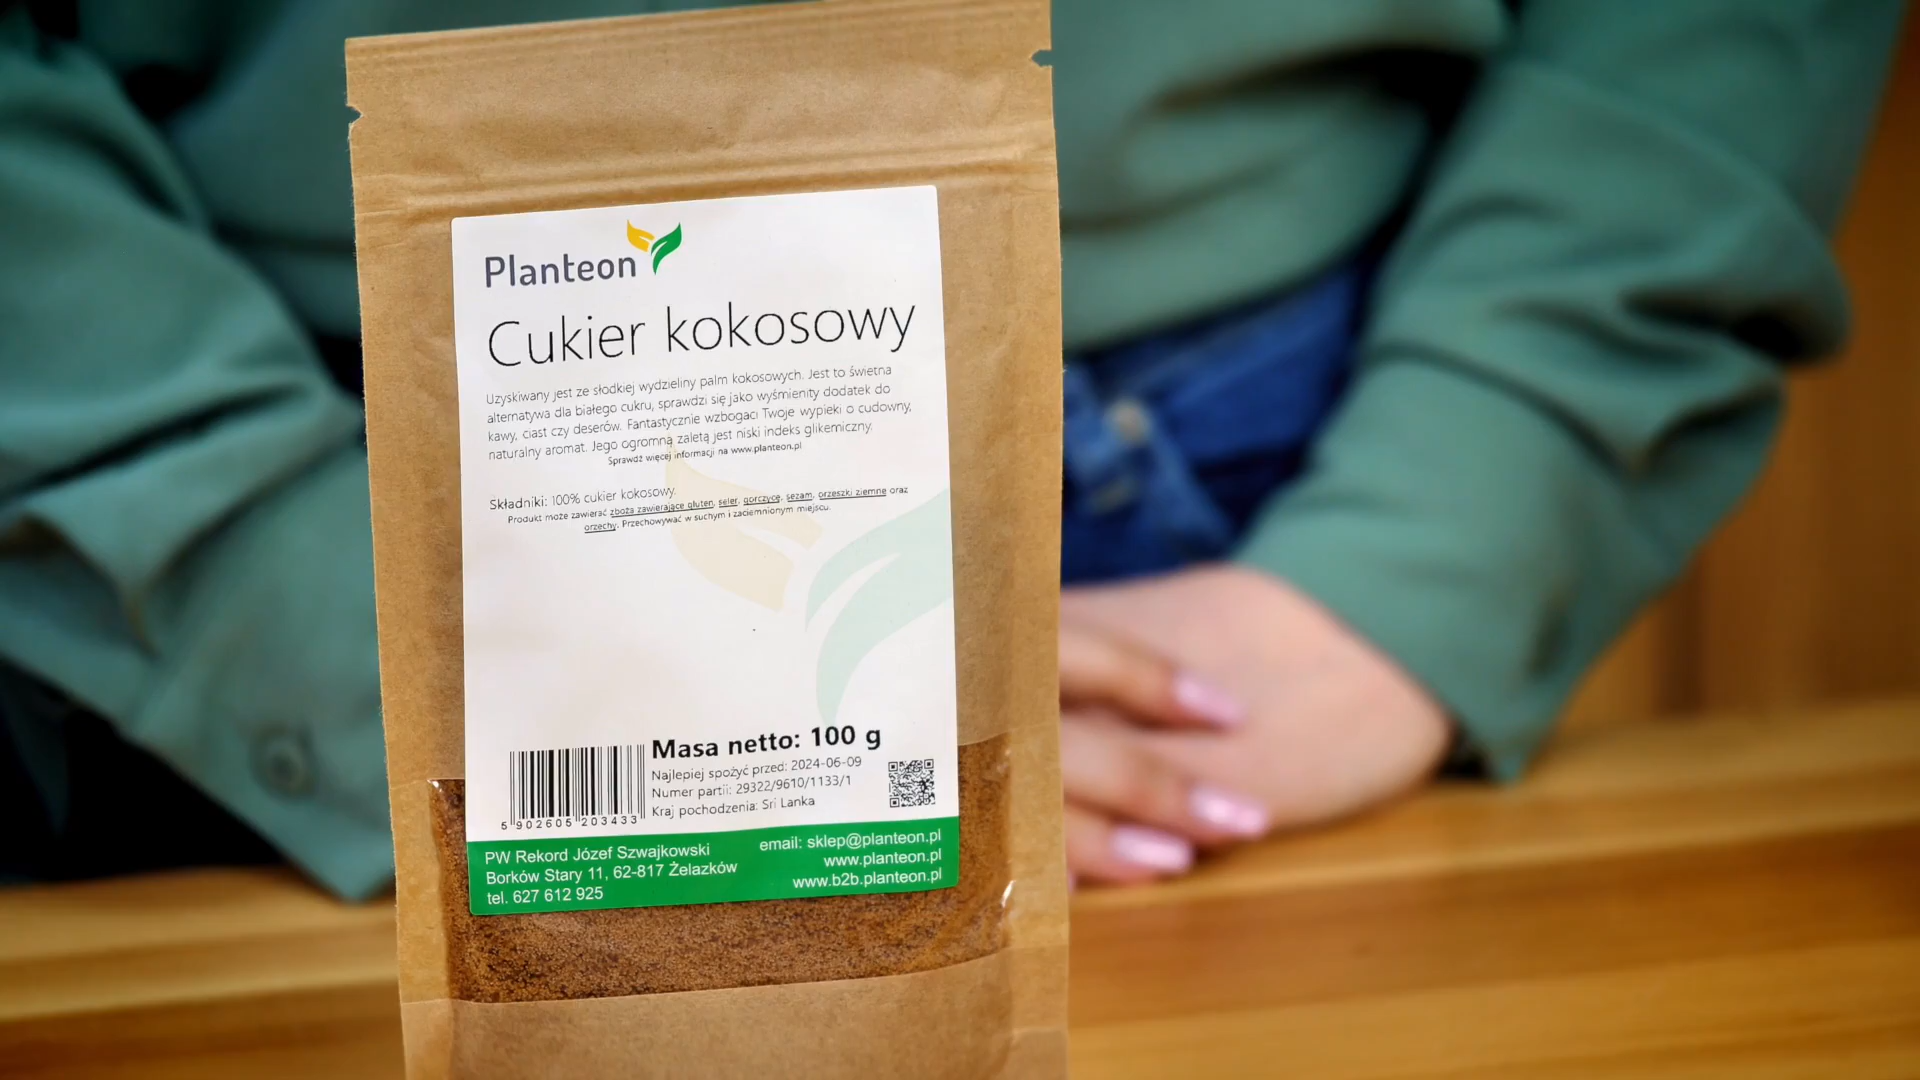 Planteon
Cukier kokosowy
Uzyskiwany jest ze słodkiej wydzieliny palm kokosowych. Jest to świetna
alternatywa dla białego cukru, sprawdzi się jako wyśmienity dodatek do
kawy, ciast czy deserów. Fantastycznie wzbogaci Twoje wypieki o cudowny,
naturalny aromat. Jego ogromną zaletą jest niski indeks glikemiczny.
Sprawdź więcej informacji na www.planteon.pl
Składniki: 100% cukier kokosowy.
Produkt może zawierać zboża zawierające gluten, seler, gorczycę, sezam, orzeszki ziemne oraz
orzechy. Przechowywać w suchym i zaciemnionym miejscu.
Masa netto: 100 g
Najlepiej spożyć przed: 2024-06-09
Numer partii: 29322/9610/1133/1
Kraj pochodzenia: Sri Lanka
5 902605 203433
PW Rekord Józef Szwajkowski
Borków Stary 11, 62-817 Żelazków
tel. 627 612 925
email: sklep@planteon.pl
www.planteon.pl
www.b2b.planteon.pl